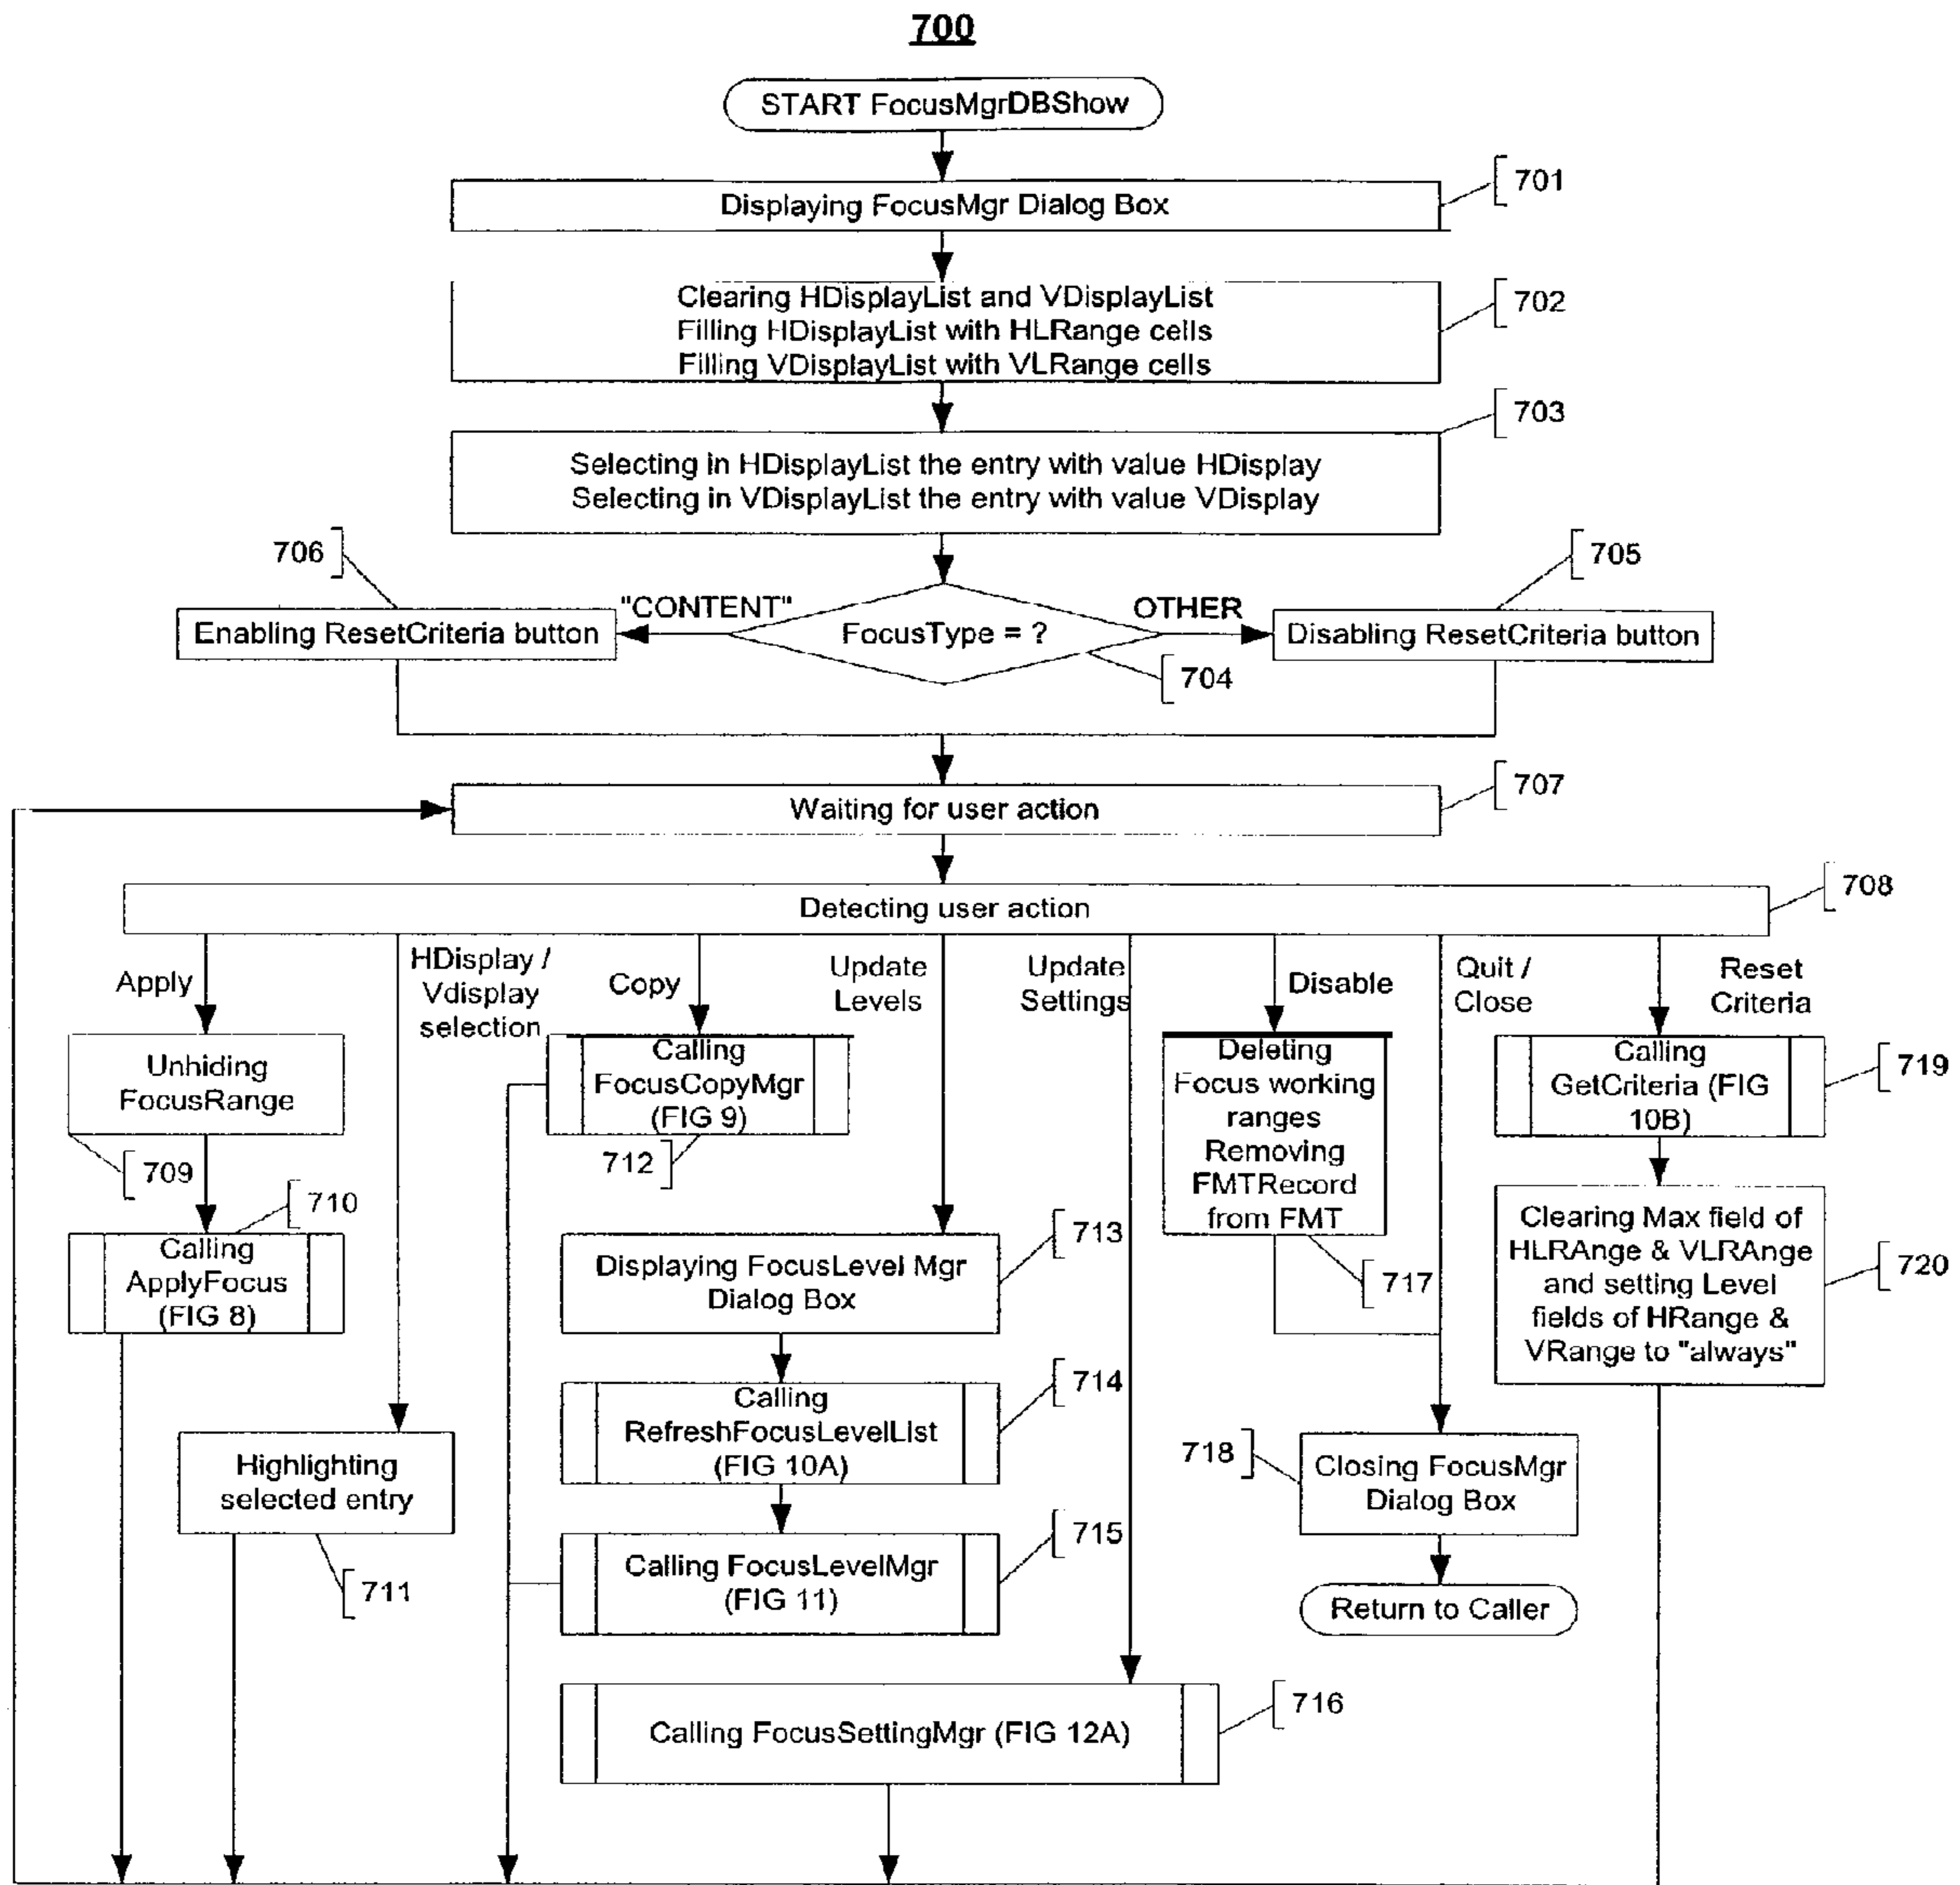 700
START FocusMgrDBShow
701
Displaying FocusMgr Dialog Box
702
Clearing HDisplayList and VDisplayList
Filling HDisplayList with HLRange cells
Filling VDisplayList with VLRange cells
703
Selecting in HDisplayList the entry with value HDisplay
Selecting in VDisplayList the entry with value VDisplay
706
705
"CONTENT"
OTHER
Enabling ResetCriteria button
FocusType = ?
Disabling ResetCriteria button
704
707
Waiting for user action
708
Detecting user action
Apply
HDisplay /
Vdisplay
selection
Copy
Update
Levels
Update
Settings
Disable
Quit /
Close
Reset
Criteria
Unhiding
FocusRange
709
710
Calling
ApplyFocus
(FIG 8)
Highlighting
selected entry
711
Calling
FocusCopyMgr
(FIG 9)
712
713
Displaying FocusLevel Mgr
Dialog Box
714
Calling
RefreshFocusLevelList
(FIG 10A)
715
Calling FocusLevelMgr
(FIG 11)
716
Calling FocusSettingMgr (FIG 12A)
Deleting
Focus working
ranges
Removing
FMTRecord
from FMT
717
718
Closing FocusMgr
Dialog Box
Return to Caller
Calling
GetCriteria (FIG
10B)
719
Clearing Max field of
HLRAnge & VLRAnge
and setting Level
fields of HRange &
VRange to "always"
720